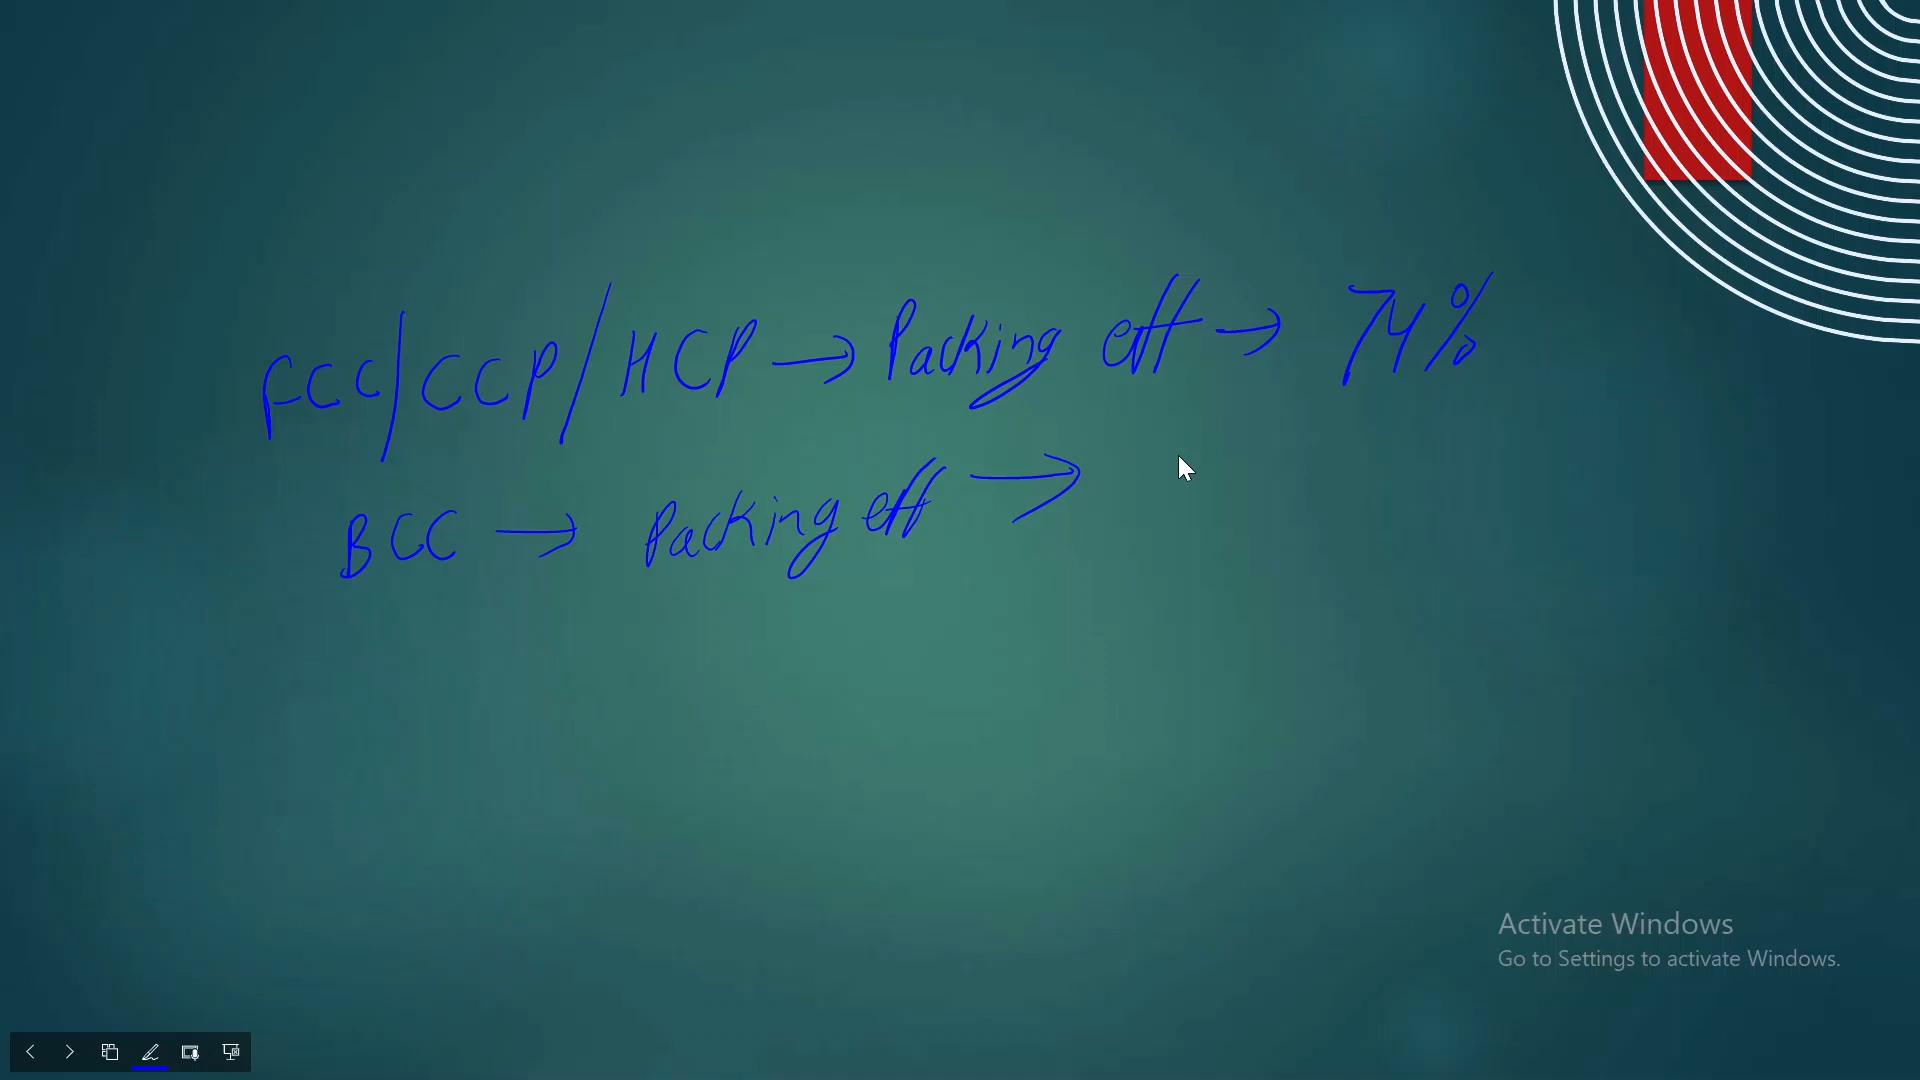 FCC/CCP/HCP → Packing eff → 74%
BCC → Packing eff →
Activate Windows
Go to Settings to activate Windows.